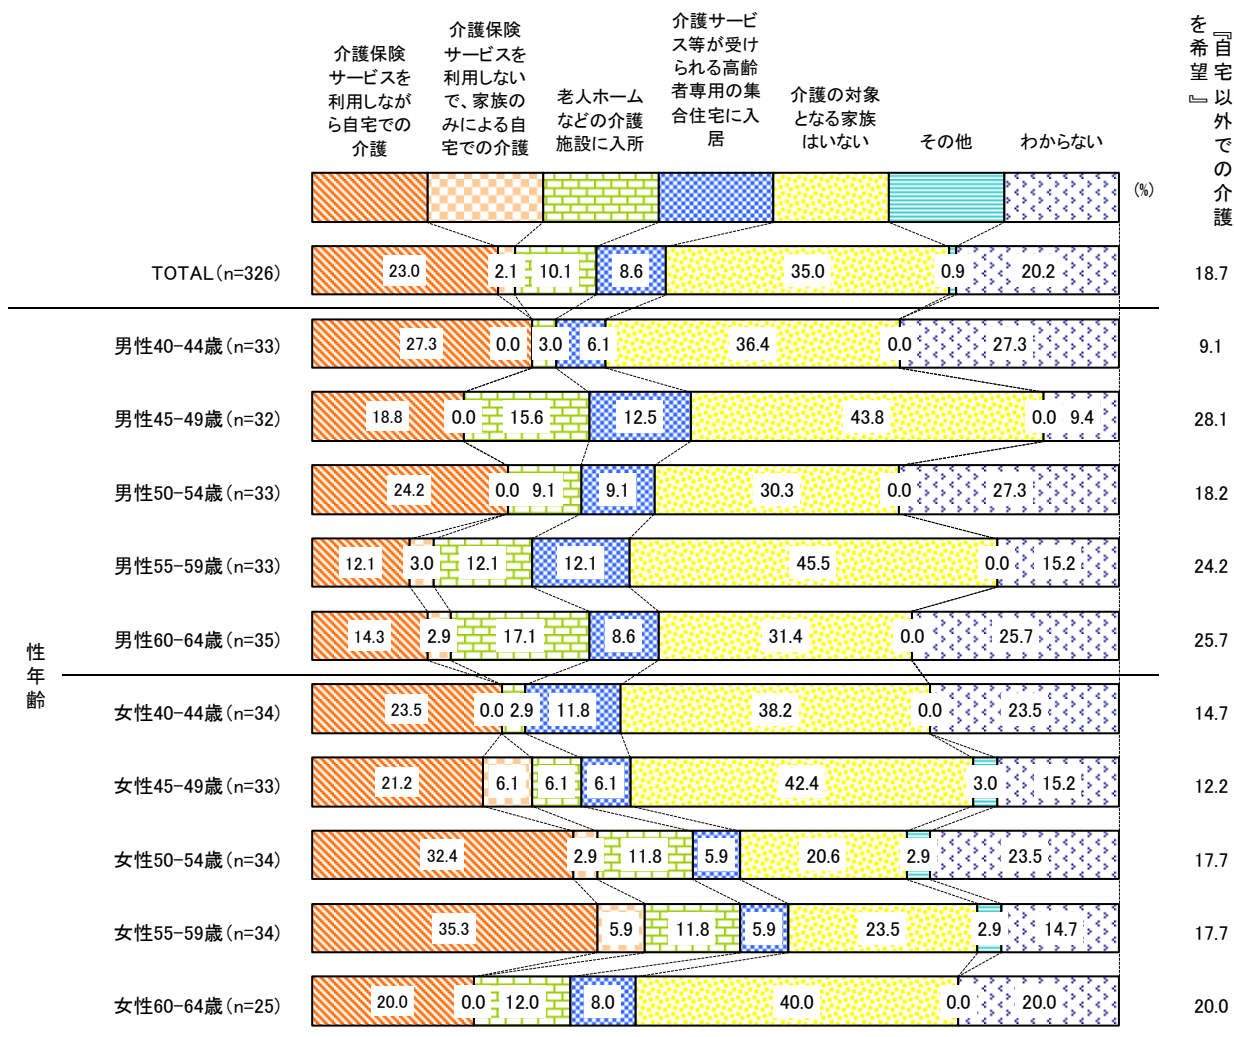 介護保険
サービスを
利用しなが
ら自宅での
介護
介護保険
サービスを
利用しない
で、家族の
みによる自
宅での介護
老人ホーム
などの介護
施設に入所
介護サービ
ス等が受け
られる高齢
者専用の集
合住宅に入
居
介護の対象
となる家族
はいない
その他
わからない
『自宅以外での介護
を希望』
(%)
TOTAL(n=326) 23.0 2.1 10.1 8.6 35.0 0.9 20.2 18.7
男性40-44歳(n=33) 27.3 0.0 3.0 6.1 36.4 0.0 27.3 9.1
男性45-49歳(n=32) 18.8 0.0 15.6 12.5 43.8 0.0 9.4 28.1
男性50-54歳(n=33) 24.2 0.0 9.1 9.1 30.3 0.0 27.3 18.2
男性55-59歳(n=33) 12.1 3.0 12.1 12.1 45.5 0.0 15.2 24.2
男性60-64歳(n=35) 14.3 2.9 17.1 8.6 31.4 0.0 25.7 25.7
性年齢
女性40-44歳(n=34) 23.5 0.0 2.9 11.8 38.2 0.0 23.5 14.7
女性45-49歳(n=33) 21.2 6.1 6.1 6.1 42.4 3.0 15.2 12.2
女性50-54歳(n=34) 32.4 2.9 11.8 5.9 20.6 2.9 23.5 17.7
女性55-59歳(n=34) 35.3 5.9 11.8 5.9 23.5 2.9 14.7 17.7
女性60-64歳(n=25) 20.0 0.0 12.0 8.0 40.0 0.0 20.0 20.0